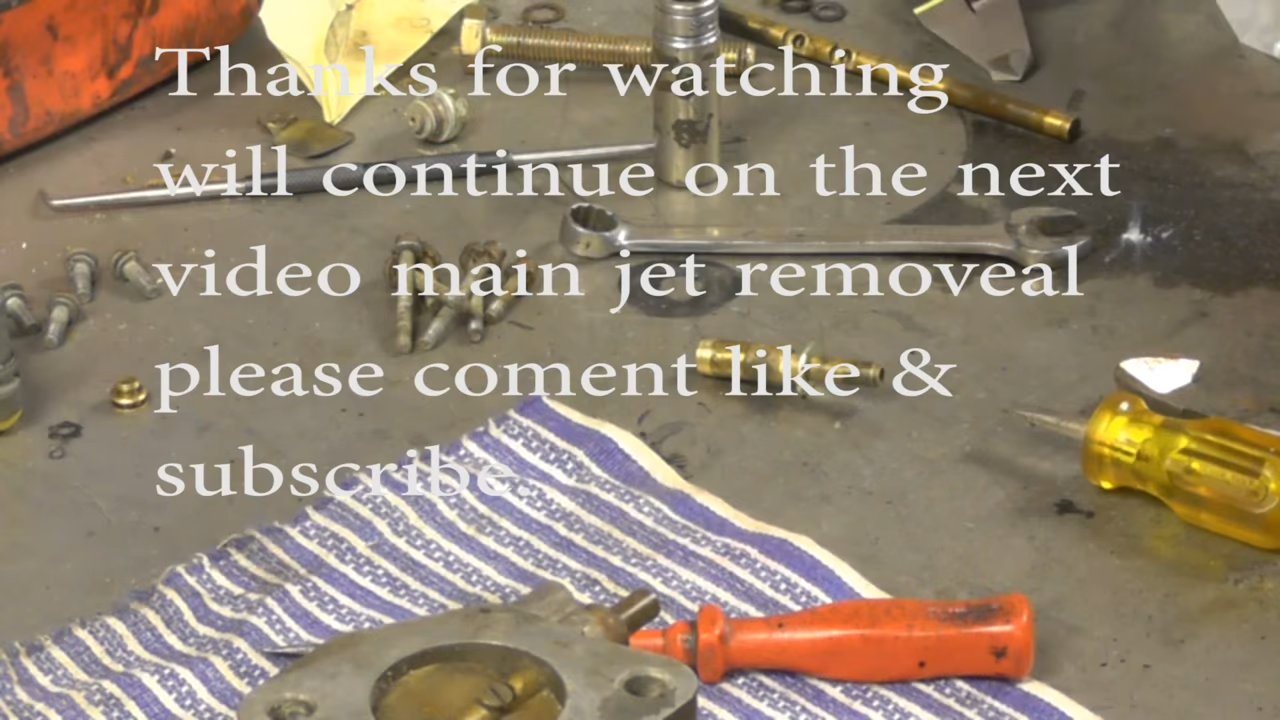 Thanks for watching
will continue on the next
video main jet removeal
please coment like &
subscribe.